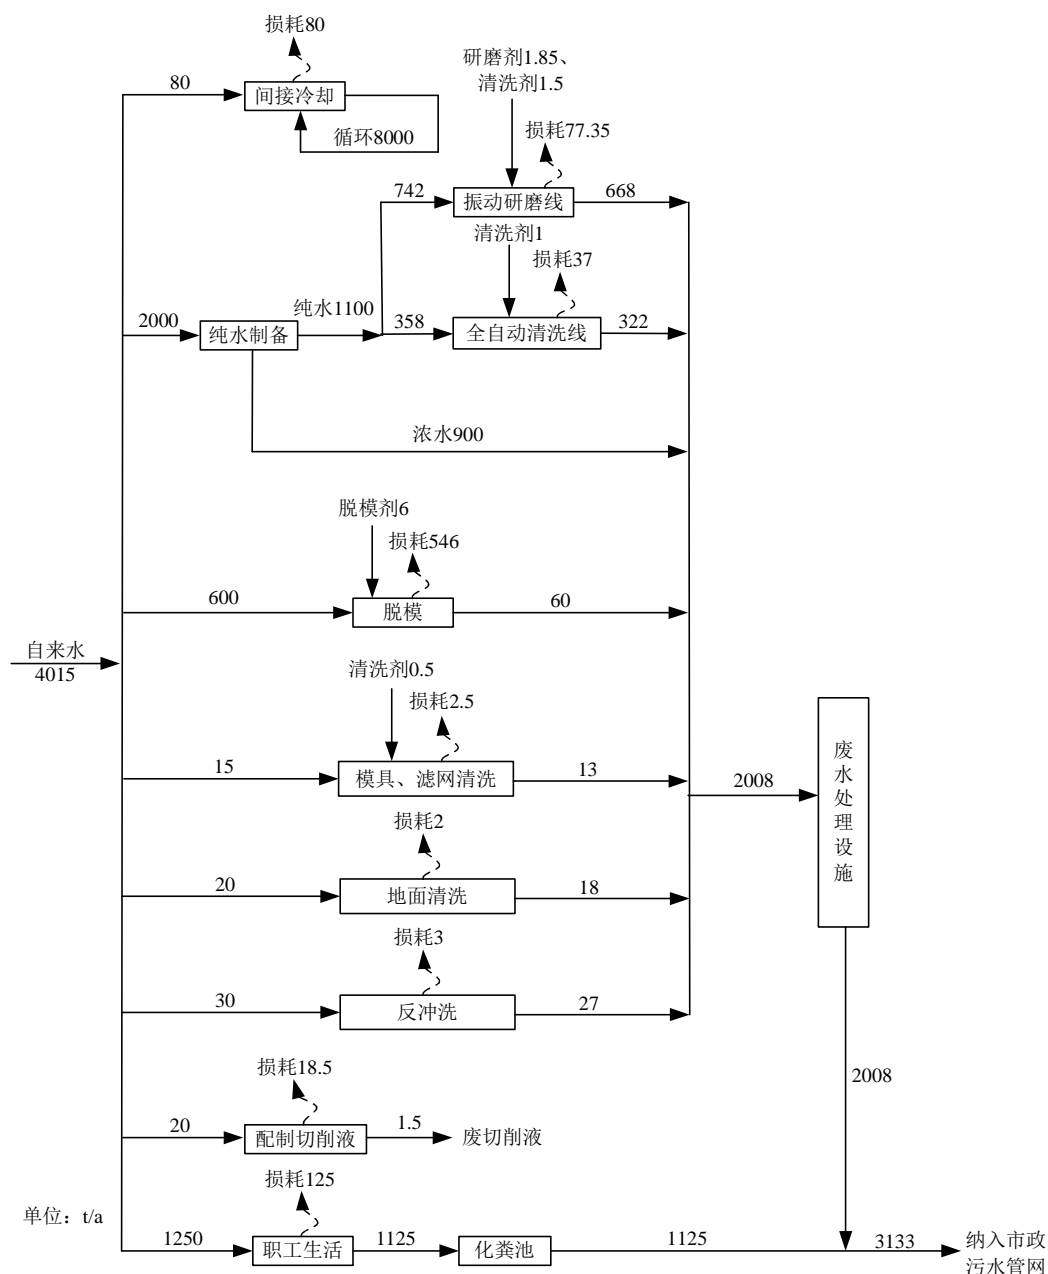 损耗80
80
间接冷却
循环8000
研磨剂1.85、
清洗剂1.5
损耗77.35
742
振动研磨线
668
清洗剂1
损耗37
2000
纯水制备
纯水1100
358
全自动清洗线
322
浓水900
脱模剂6
损耗546
600
脱模
60
自来水
4015
清洗剂0.5
损耗2.5
15
模具、滤网清洗
13
2008
废
水
处
理
设
施
损耗2
20
地面清洗
18
损耗3
30
反冲洗
27
2008
损耗18.5
20
配制切削液
1.5
废切削液
损耗125
单位：t/a
1250
职工生活
1125
化粪池
1125
3133
纳入市政
污水管网